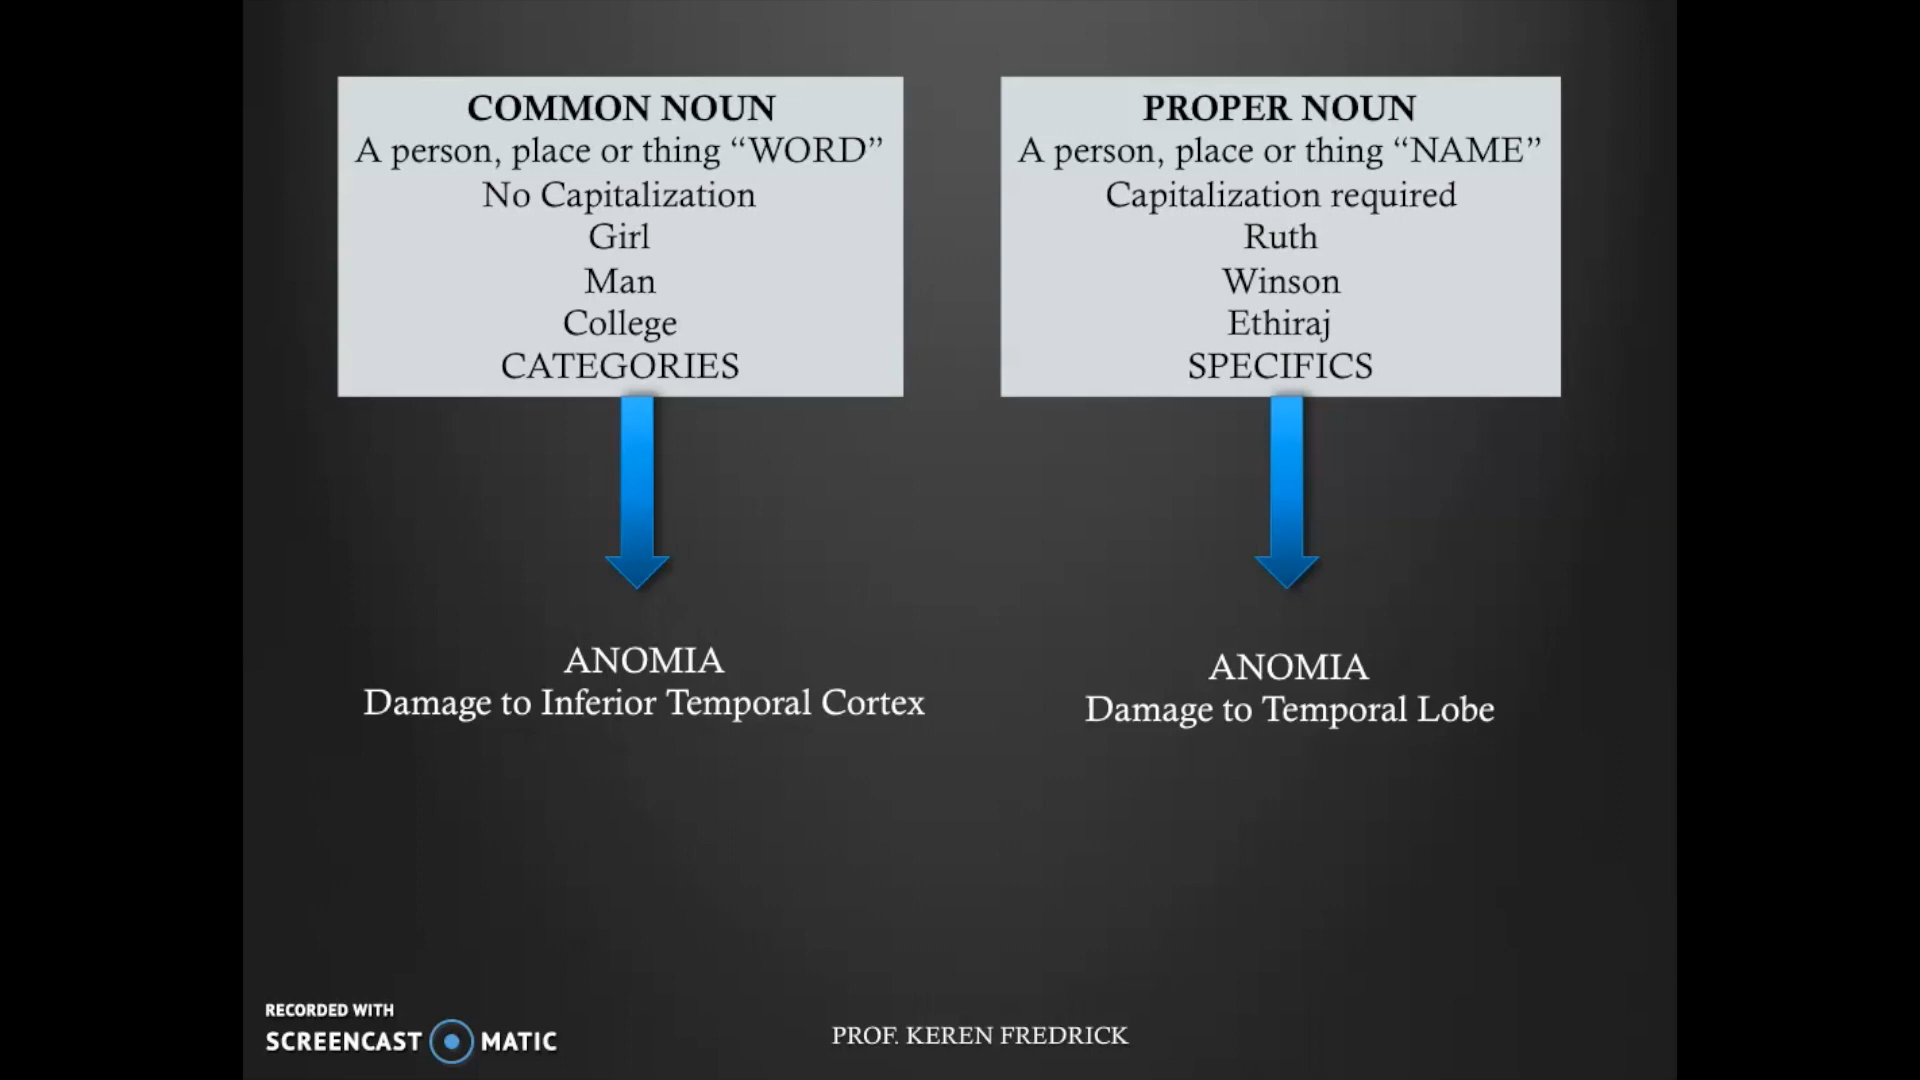 COMMON NOUN
A person, place or thing “WORD”
No Capitalization
Girl
Man
College
CATEGORIES
PROPER NOUN
A person, place or thing “NAME”
Capitalization required
Ruth
Winson
Ethiraj
SPECIFICS
ANOMIA
Damage to Inferior Temporal Cortex
ANOMIA
Damage to Temporal Lobe
RECORDED WITH
SCREENCAST MATIC
PROF. KEREN FREDRICK